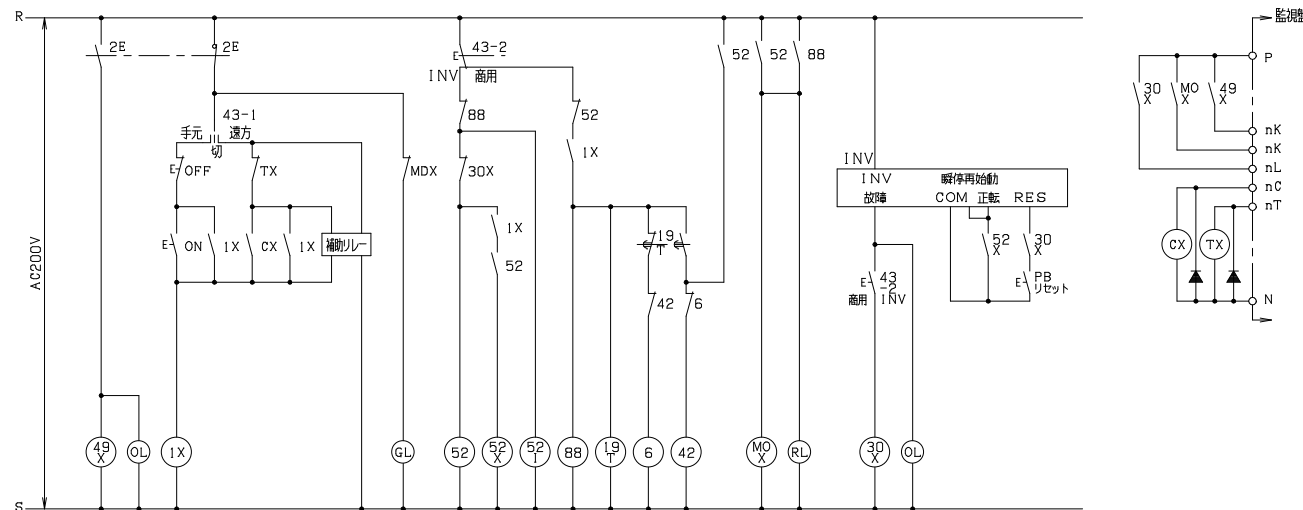 R
監視盤
2E
2E
43-2
52
52
88
P
INV 商用
30
X
MO
X
49
X
43-1
88
52
手元 遠方
切
1X
nK
nK
OFF
TX
MDX
30X
INV
nL
INV 瞬停再始動
故障 COM 正転 RES
nC
nT
AC200V
ON
1X
CX
1X
補助リレー
1X
52
19
T
52
X
30
X
CX
TX
43
-2
商用 INV
PB
リセット
42
6
N
49
X
OL
1X
GL
52
52
X
52
I
88
19
T
6
42
MO
X
RL
30
X
OL
S